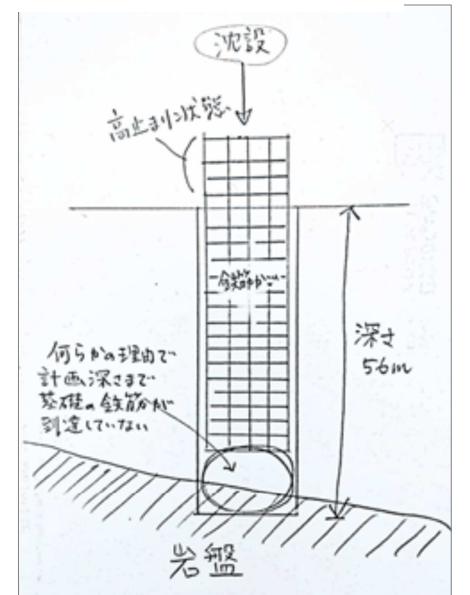 沈設
高止まり状態
鉄筋かご
深さ
56m
何らかの理由で
計画深さまで
基礎の鉄筋が
到達していない
岩盤